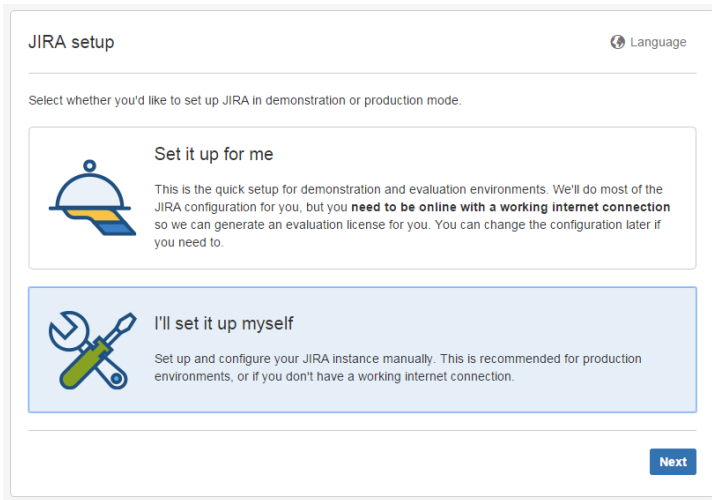 JIRA setup
Language
Select whether you'd like to set up JIRA in demonstration or production mode.
Set it up for me
This is the quick setup for demonstration and evaluation environments. We'll do most of the
JIRA configuration for you, but you need to be online with a working internet connection
so we can generate an evaluation license for you. You can change the configuration later if
you need to.
I'll set it up myself
Set up and configure your JIRA instance manually. This is recommended for production
environments, or if you don't have a working internet connection.
Next